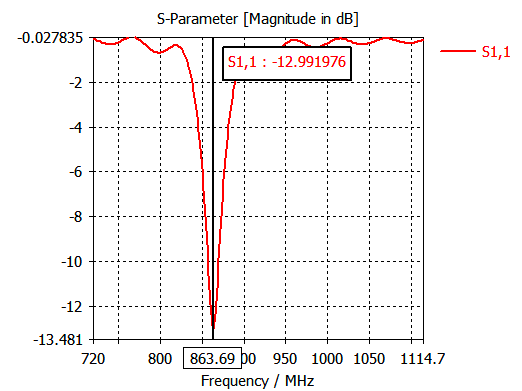 S-Parameter [Magnitude in dB]
-0.027835
S1,1
S1,1 : -12.991976
-2
-4
-6
-8
-10
-12
-13.481
720 800 863.69 00 950 1000 1050 1114.7
Frequency / MHz